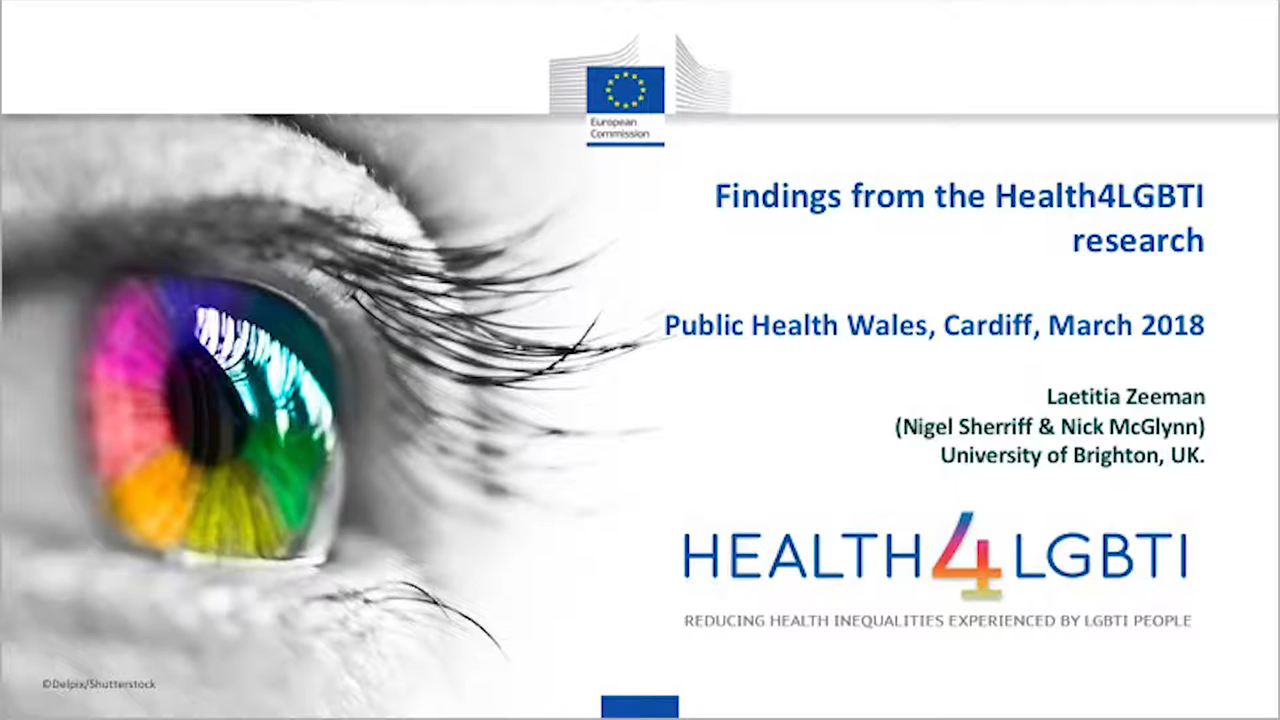 European
Commission
Findings from the Health4LGBTI
research
Public Health Wales, Cardiff, March 2018
Laetitia Zeeman
(Nigel Sherriff & Nick McGlynn)
University of Brighton, UK.
HEALTH4LGBTI
REDUCING HEALTH INEQUALITIES EXPERIENCED BY LGBTI PEOPLE
©Delpix/Shutterstock